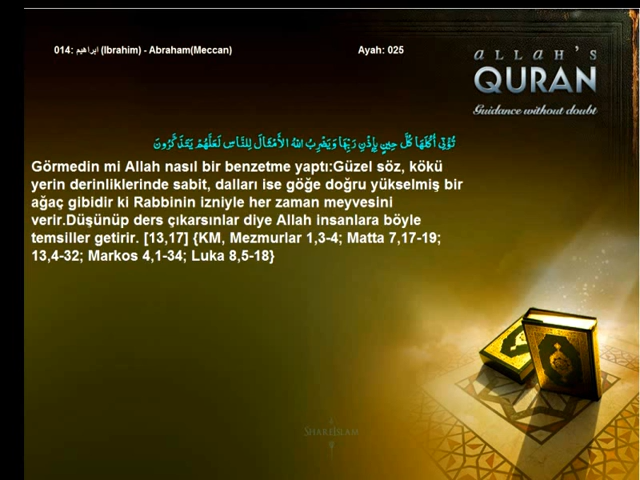 014: ابراهيم (Ibrahim) - Abraham(Meccan) Ayah: 025
ALLAH'S
QURAN
Guidance without doubt
تُؤْتِي أُكُلَهَا كُلَّ حِينٍ بِإِذْنِ رَبِّهَا وَيَضْرِبُ اللهُ الأَمْثَالَ لِلنَّاسِ لَعَلَّهُمْ يَتَذَكَّرُونَ
Görmedin mi Allah nasıl bir benzetme yaptı:Güzel söz, kökü
yerin derinliklerinde sabit, dalları ise göğe doğru yükselmiş bir
ağaç gibidir ki Rabbinin izniyle her zaman meyvesini
verir.Düşünüp ders çıkarsınlar diye Allah insanlara böyle
temsiller getirir. [13,17] {KM, Mezmurlar 1,3-4; Matta 7,17-19;
13,4-32; Markos 4,1-34; Luka 8,5-18}
SHAREISLAM